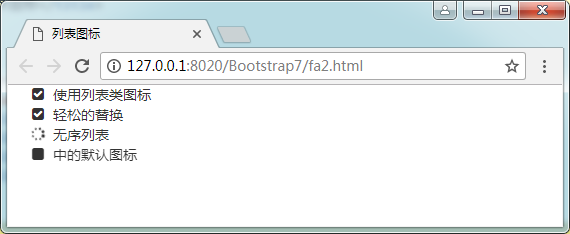 列表图标
127.0.0.1:8020/Bootstrap7/fa2.html
使用列表类图标
轻松的替换
无序列表
中的默认图标